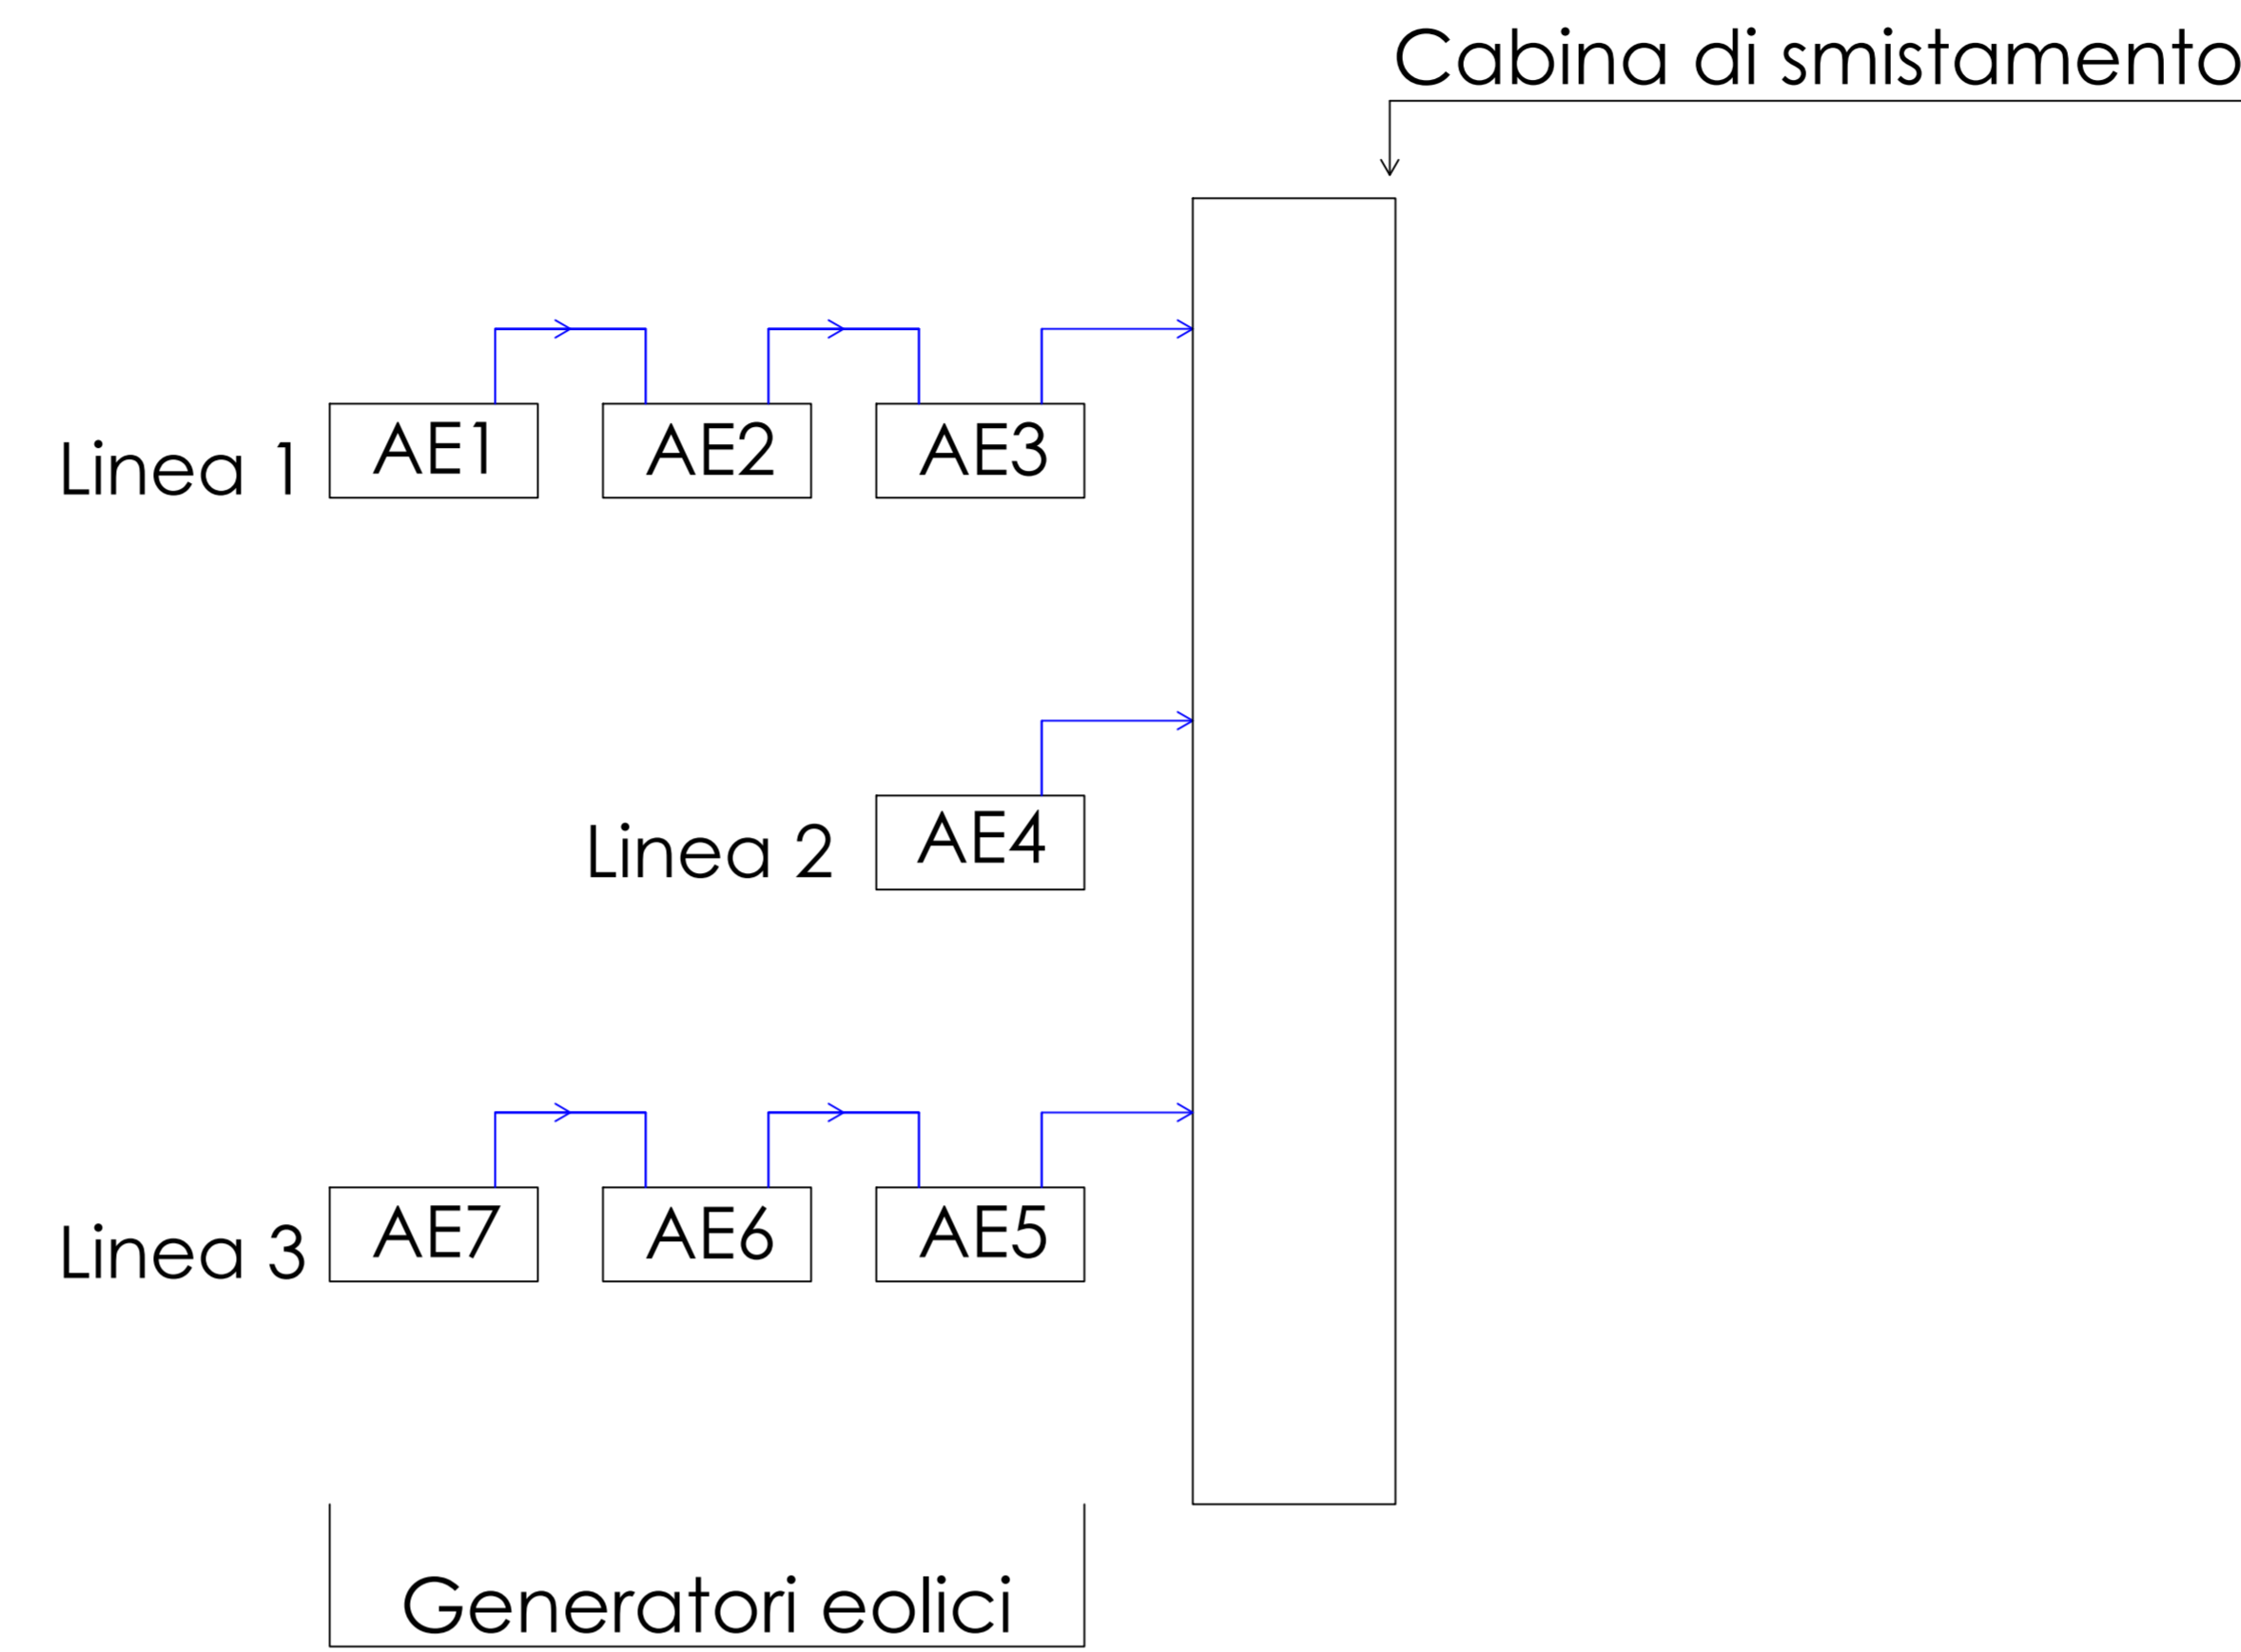 Cabina di smistamento
Linea 1 AE1 AE2 AE3
Linea 2 AE4
Linea 3 AE7 AE6 AE5
Generatori eolici